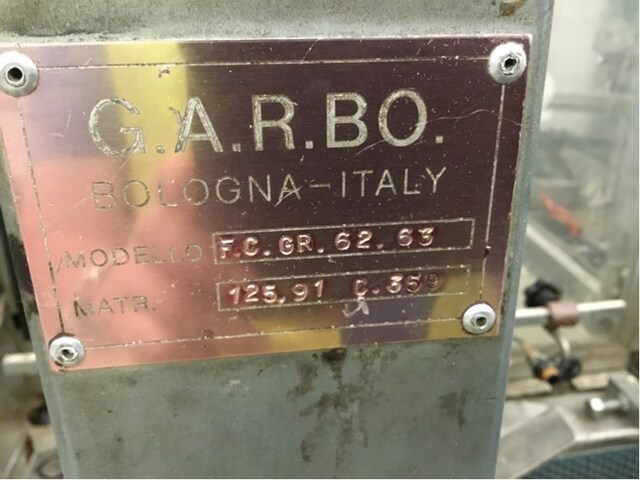 G.A.R.BO.
BOLOGNA-ITALY
MODELLO F.C.GR.62.63
MATR. 125.91 C.359